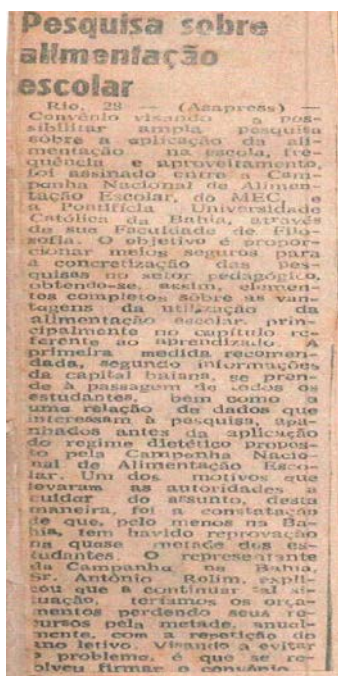 Pesquisa sobre
alimentação
escolar
Rio, 28 — (Asapress) —
Convênio visando a pos-
sibilitar ampla pesquisa
sôbre a aplicação da ali-
mentação na escola, fre-
quência e aproveitamento,
foi assinado entre a Cam-
panha Nacional de Alimen-
tação Escolar, do MEC, e
a Pontifícia Universidade
Católica da Bahia, através
de sua Faculdade de Filo-
sofia. O objetivo é propor-
cionar meios seguros para
a concretização das pes-
quisas no setor pedagógico,
obtendo-se, assim, elemen-
tos completos sôbre as van-
tagens da utilização da
alimentação escolar, prin-
cipalmente no capítulo re-
ferente ao aprendizado. A
primeira medida recomen-
dada, segundo informações
da capital baiana, se pren-
de à passagem de todos os
estudantes, bem como a
uma relação de dados que
interessam à pesquisa, apa-
nhados antes da aplicação
do regime dietético propos-
to pela Campanha Nacio-
nal de Alimentação Esco-
lar. Um dos motivos que
levaram as autoridades a
cuidar do assunto, desta
maneira, foi a constatação
de que, pelo menos na Ba-
hia, tem havido reprovação
na quase metade dos es-
tudantes. O representante
da Campanha na Bahia,
Sr. Antônio Rolim, expli-
cou que a continuar tal si-
tuação, teríamos os orça-
mentos perdendo seus re-
cursos pela metade, anual-
mente, com a repetição do
ano letivo. Visando a evitar
o problema, é que se re-
solveu firmar o convênio.